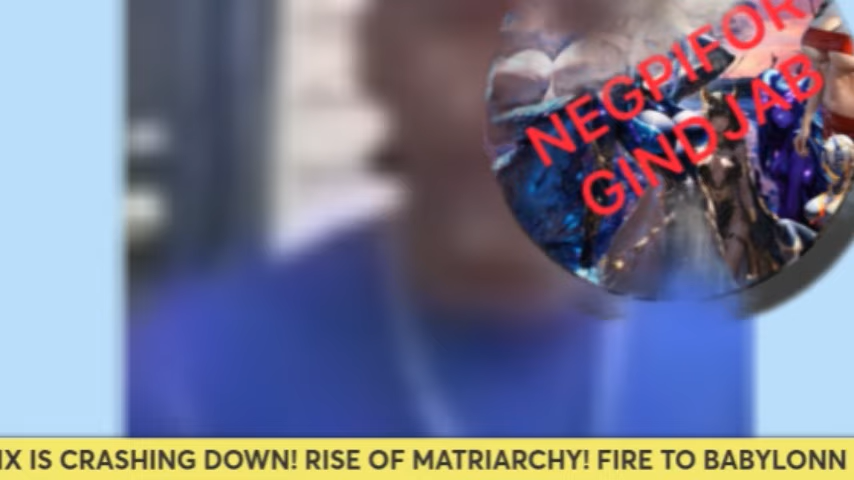 NEGPIFOR
GINDJAB
IX IS CRASHING DOWN! RISE OF MATRIARCHY! FIRE TO BABYLONN